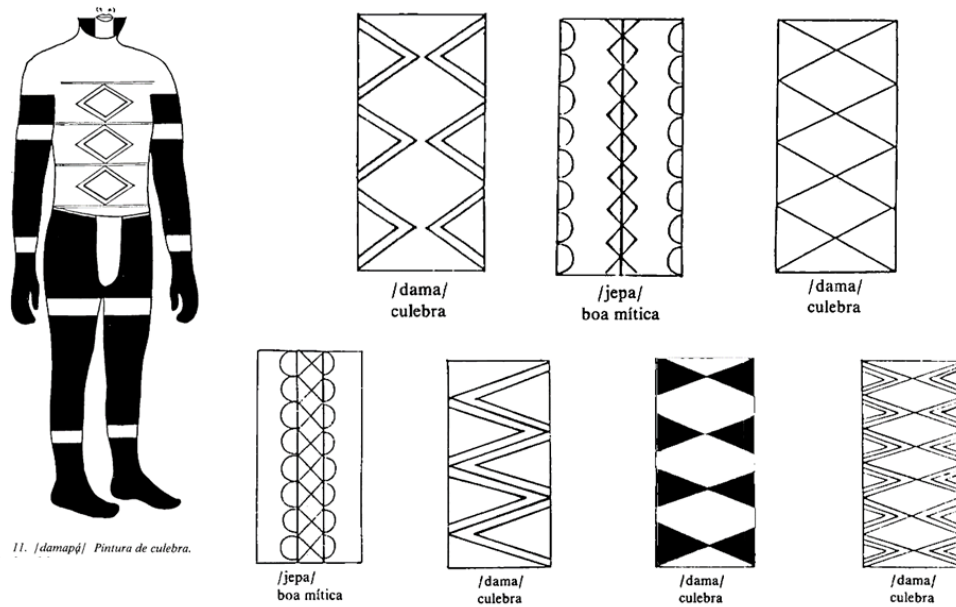 /dama/
culebra
/jepa/
boa mítica
/dama/
culebra
11. /damapą́/ Pintura de culebra.
/jepa/
boa mítica
/dama/
culebra
/dama/
culebra
/dama/
culebra